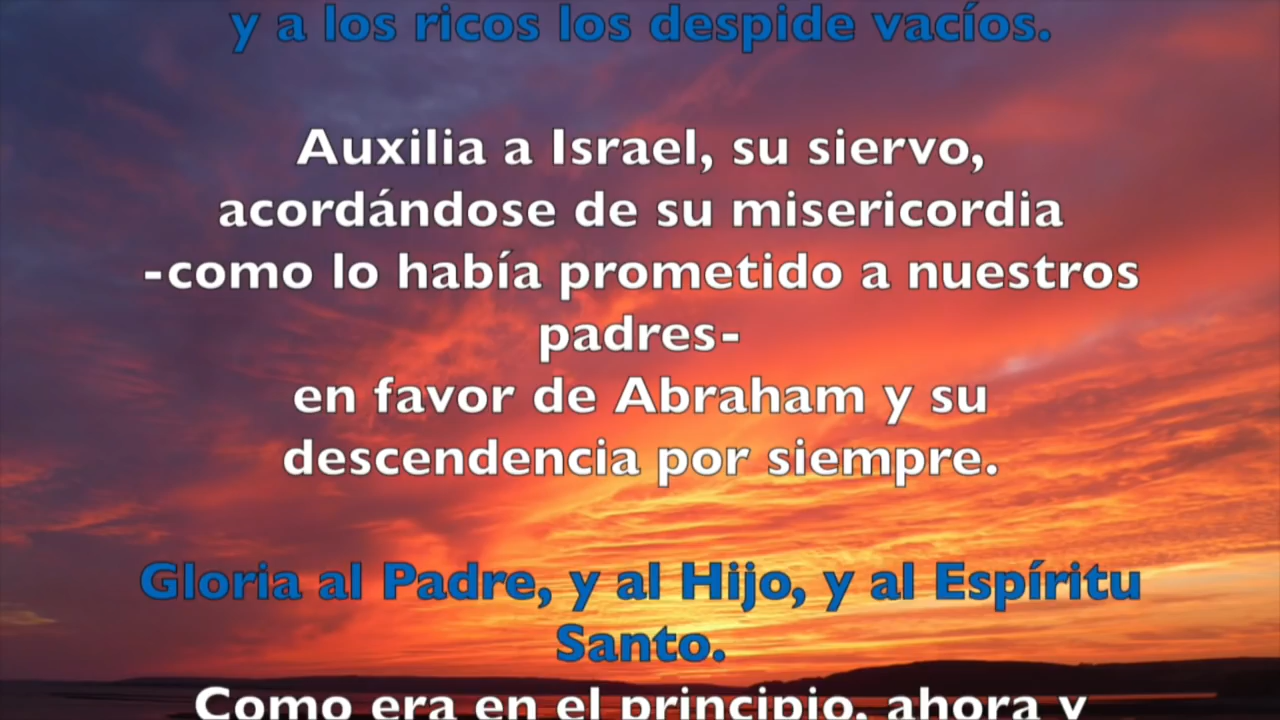 y a los ricos los despide vacíos.
Auxilia a Israel, su siervo,
acordándose de su misericordia
-como lo había prometido a nuestros
padres-
en favor de Abraham y su
descendencia por siempre.
Gloria al Padre, y al Hijo, y al Espíritu
Santo.
Como era en el principio, ahora y